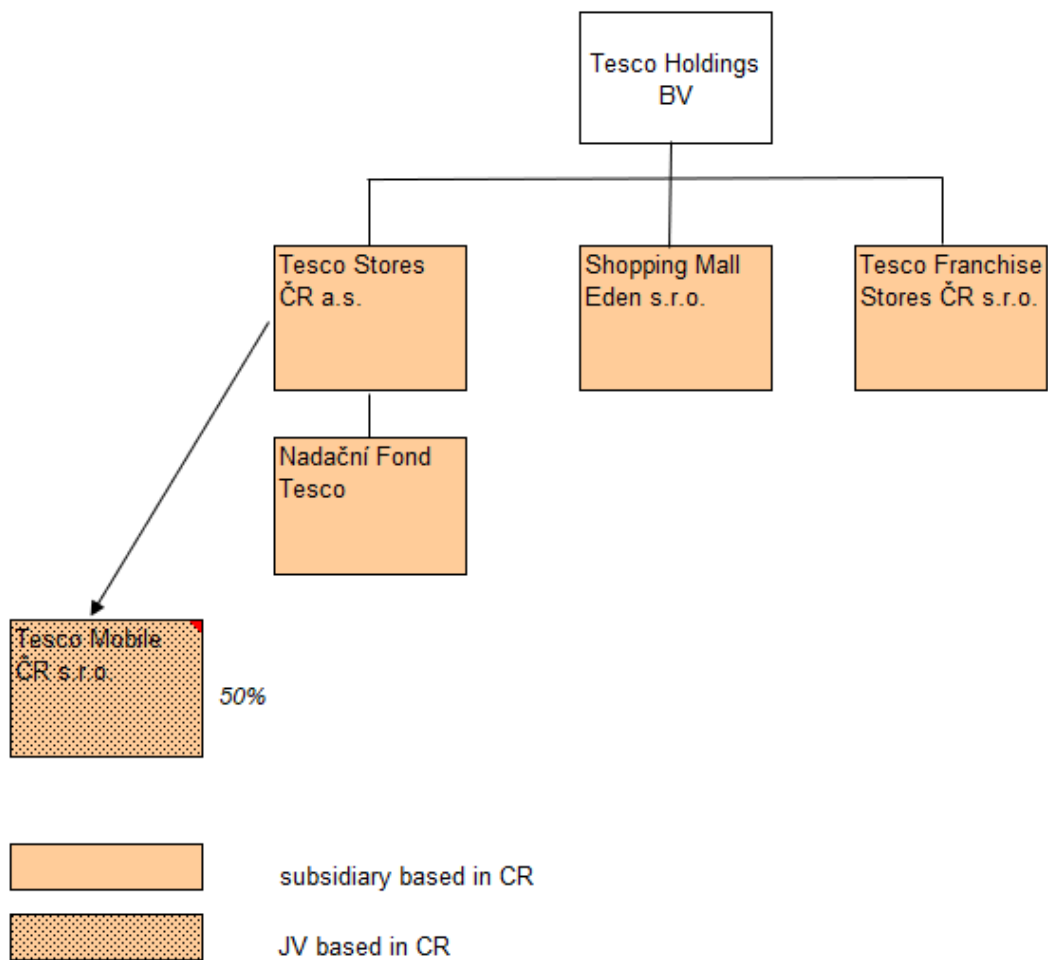 Tesco Holdings
BV
Tesco Stores
ČR a.s.
Shopping Mall
Eden s.r.o.
Tesco Franchise
Stores ČR s.r.o.
Nadační Fond
Tesco
Tesco Mobile
ČR s.r.o.
50%
subsidiary based in CR
JV based in CR